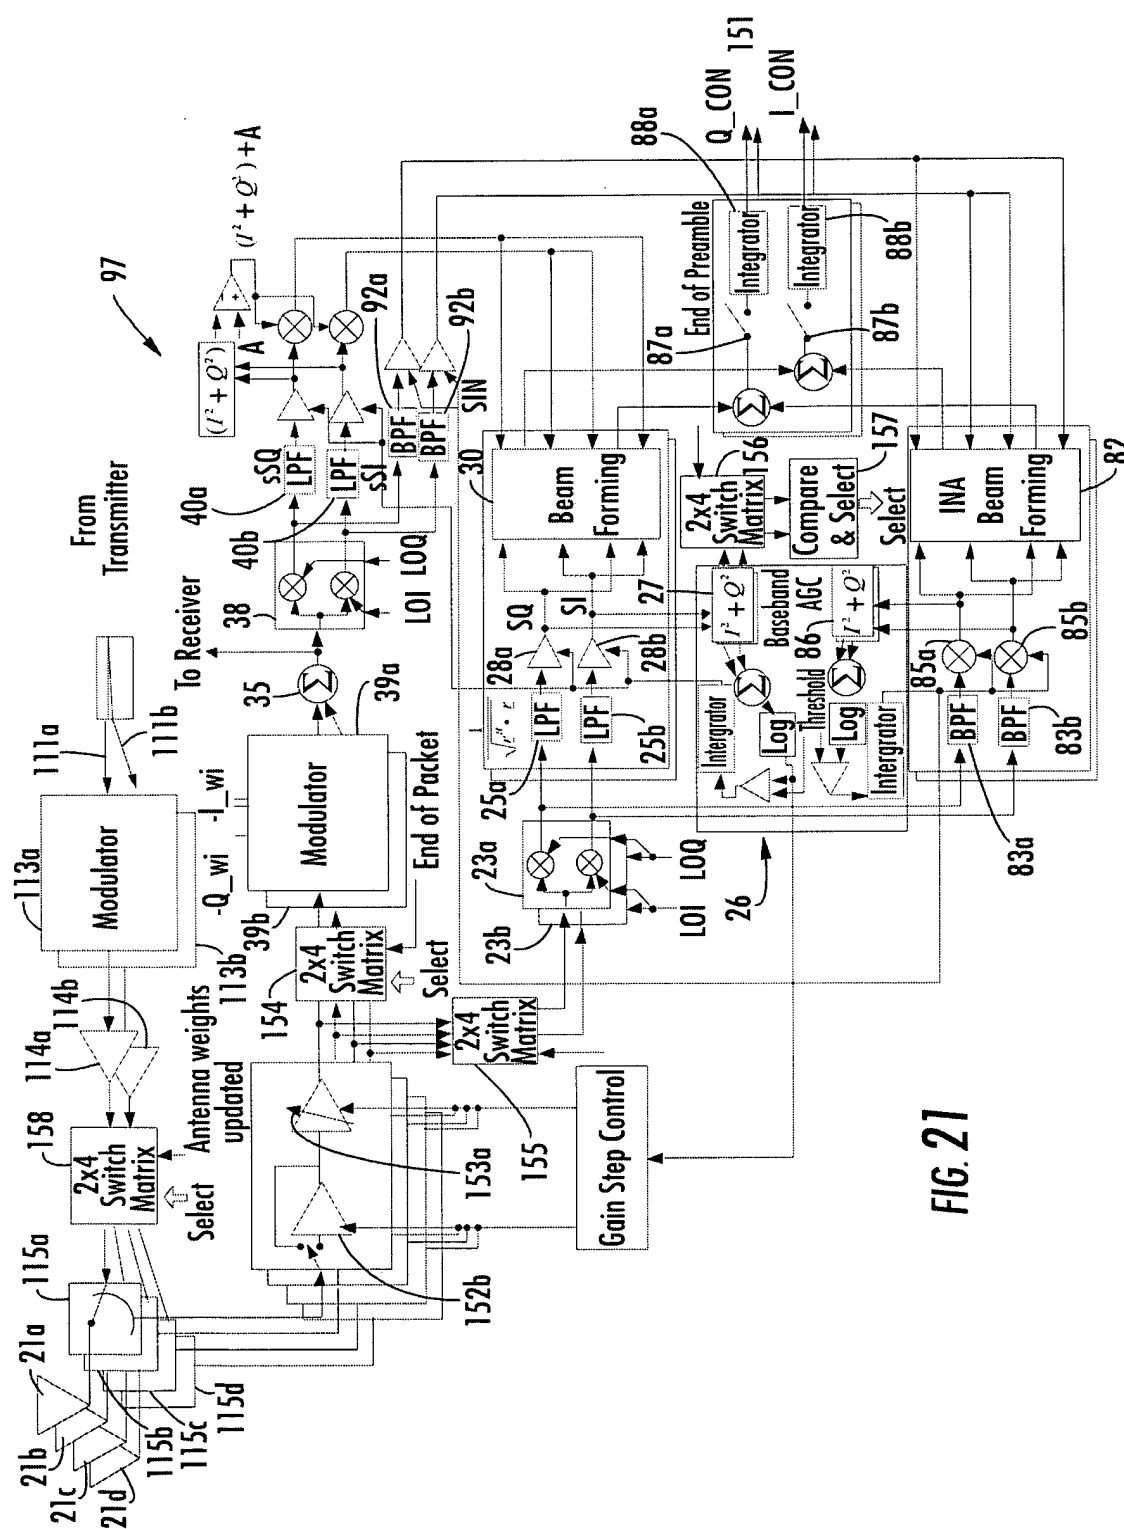 97
(I² + Q²) + A
(I² + Q²)
A
+
−
From
Transmitter
To Receiver
111a
111b
113a
Modulator
113b
114a
114b
158
2x4
Switch
Matrix
Select
Antenna weights
updated
115a
115b
115c
115d
21a
21b
21c
21d
-Q_wi
-I_wi
Modulator
39a
39b
End of Packet
154
2x4
Switch
Matrix
Select
35
Σ
38
LOI
LOQ
40a
sSQ
LPF
40b
LPF
sSI
92a
BPF
92b
BPF
SIN
153a
152b
155
2x4
Switch
Matrix
Gain Step Control
23a
23b
LOI
LOQ
25a
LPF
LPF
25b
28a
SQ
SI
28b
30
Beam
Forming
26
27
I² + Q²
Baseband
AGC
86
I² + Q²
Σ
Σ
Intergrator
Log
Threshold
Log
Intergrator
2x4
Switch
Matrix
156
Compare
& Select
157
Select
End of Preamble
87a
87b
Σ
Σ
Integrator
88a
Integrator
88b
Q_CON
I_CON
151
INA
Beam
Forming
82
83a
BPF
BPF
83b
85a
85b
FIG. 21